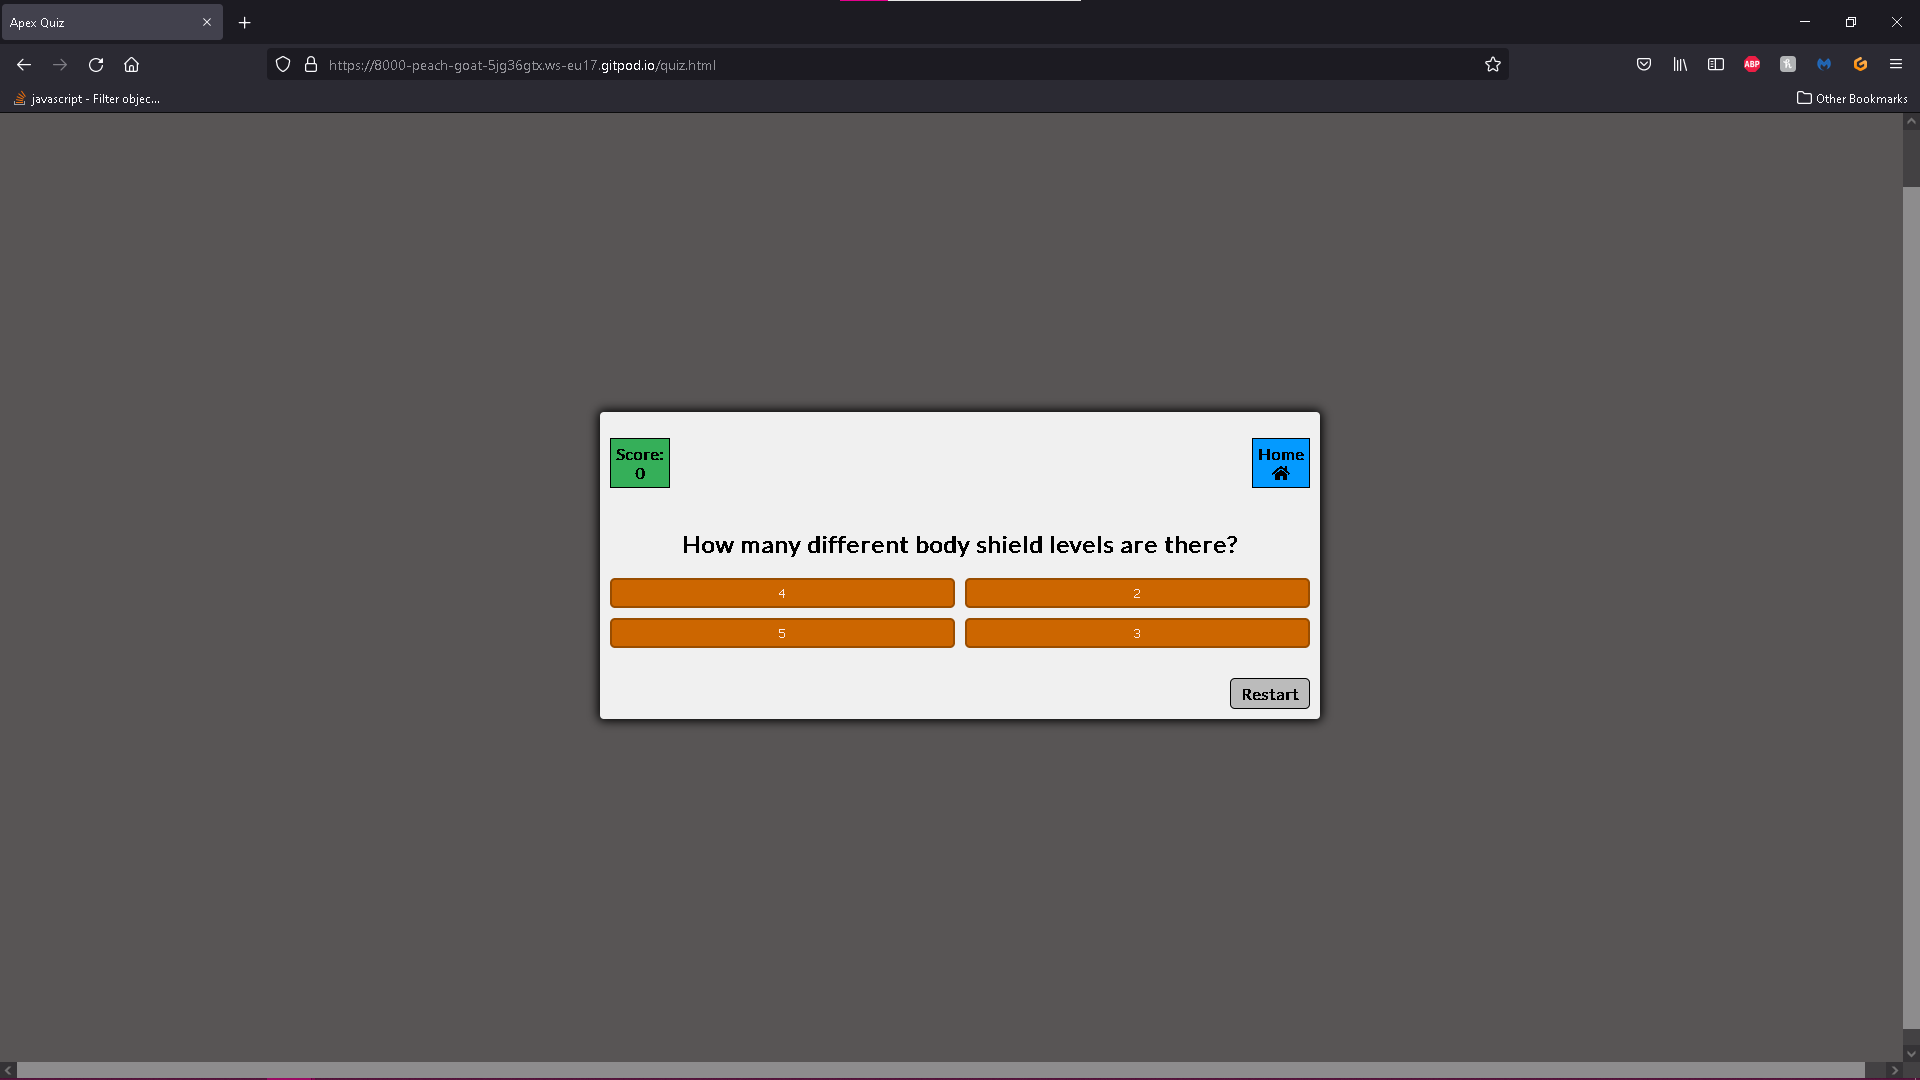 Apex Quiz
https://8000-peach-goat-5jg36gtx.ws-eu17.gitpod.io/quiz.html
ABP
javascript - Filter objec...
Other Bookmarks
Score:
0
Home
How many different body shield levels are there?
4
2
5
3
Restart